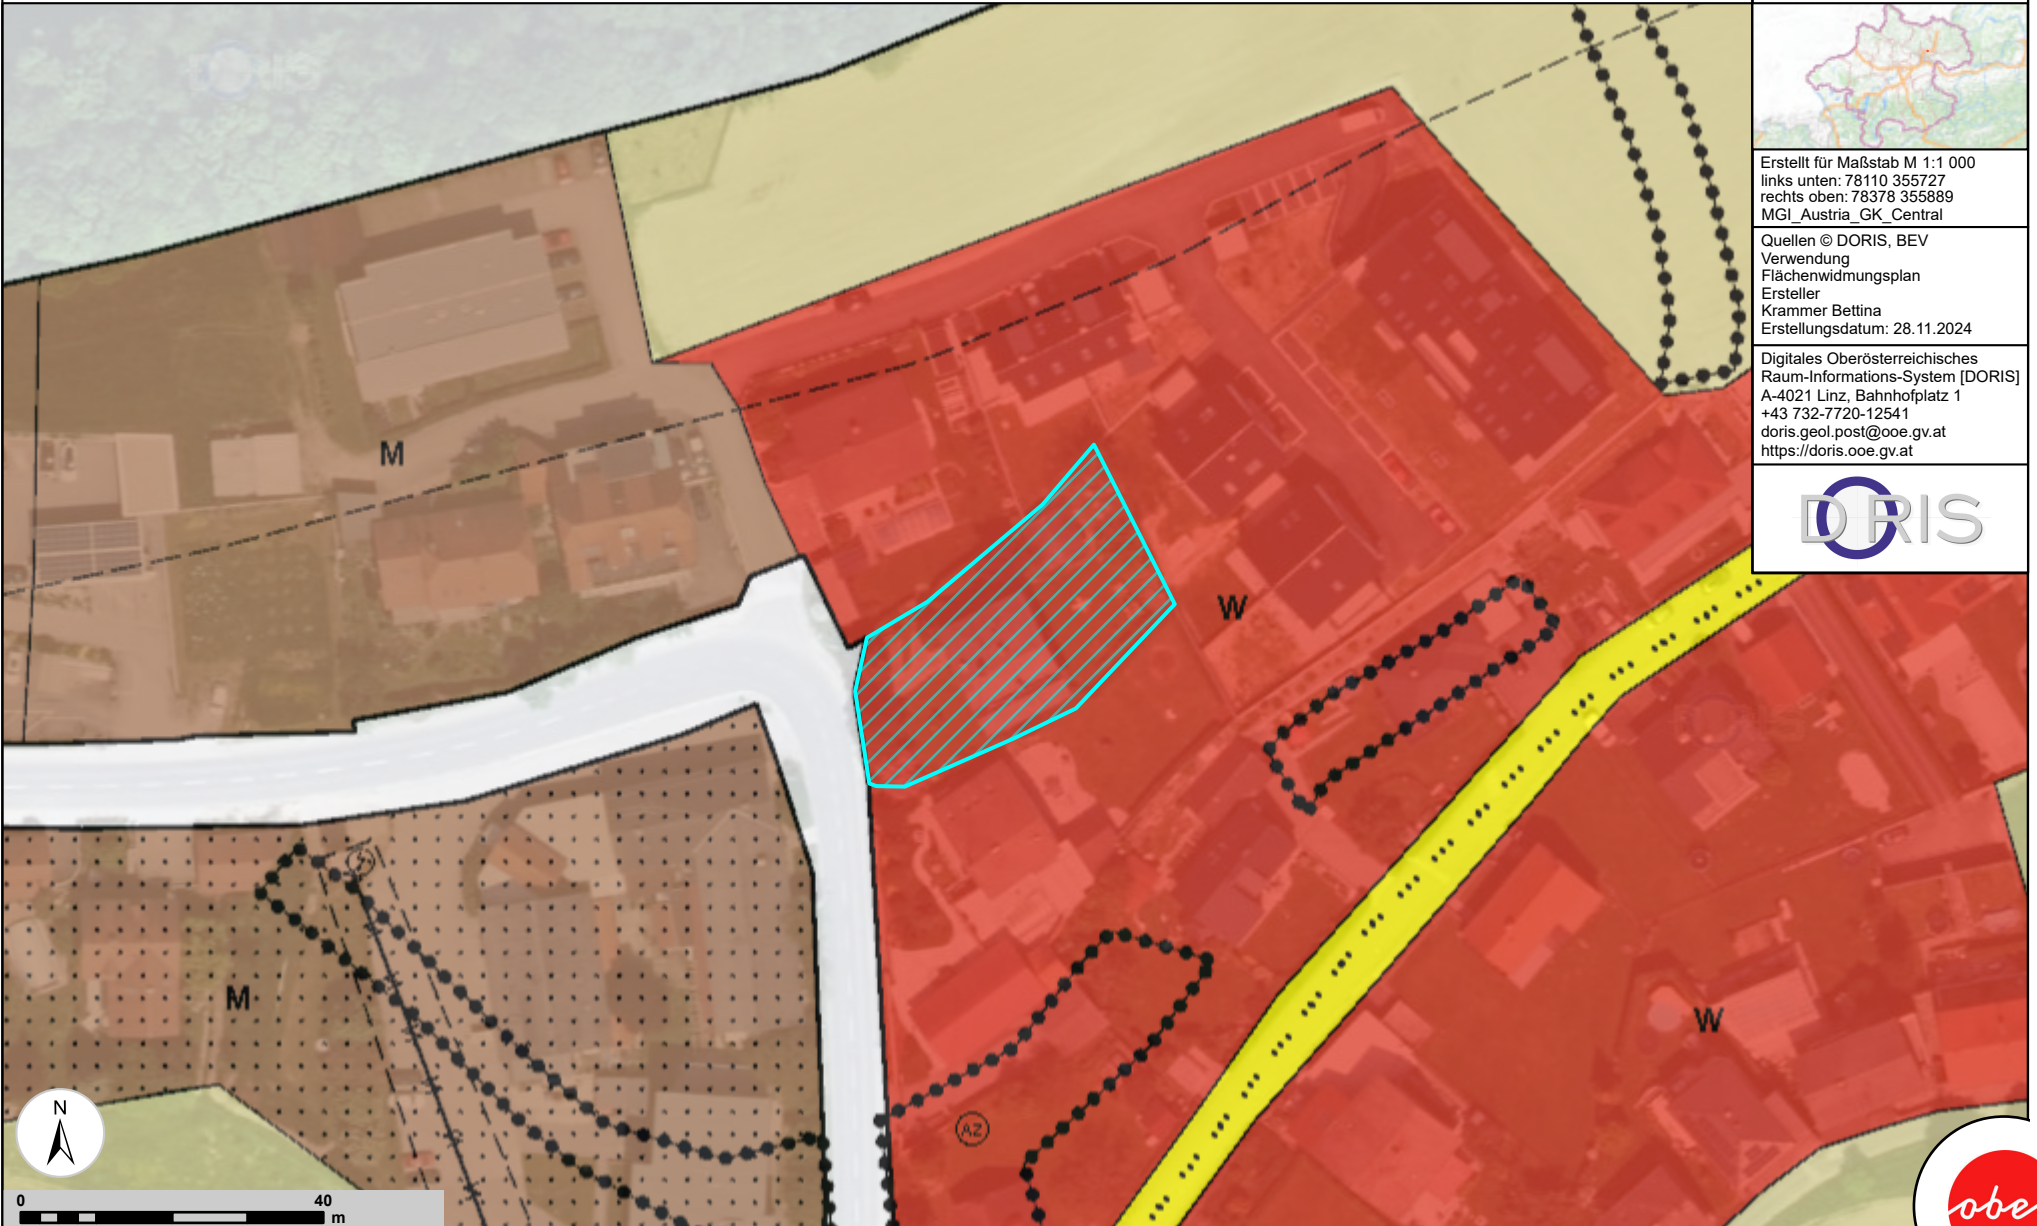 DORIS
Erstellt für Maßstab M 1:1 000
links unten: 78110 355727
rechts oben: 78378 355889
MGI_Austria_GK_Central
Quellen © DORIS, BEV
Verwendung
Flächenwidmungsplan
Ersteller
Krammer Bettina
Erstellungsdatum: 28.11.2024
Digitales Oberösterreichisches
Raum-Informations-System [DORIS]
A-4021 Linz, Bahnhofplatz 1
+43 732-7720-12541
doris.geol.post@ooe.gv.at
https://doris.ooe.gv.at
DORIS
M
W
DORIS
M
W
AZ
N
0 40
m
obe